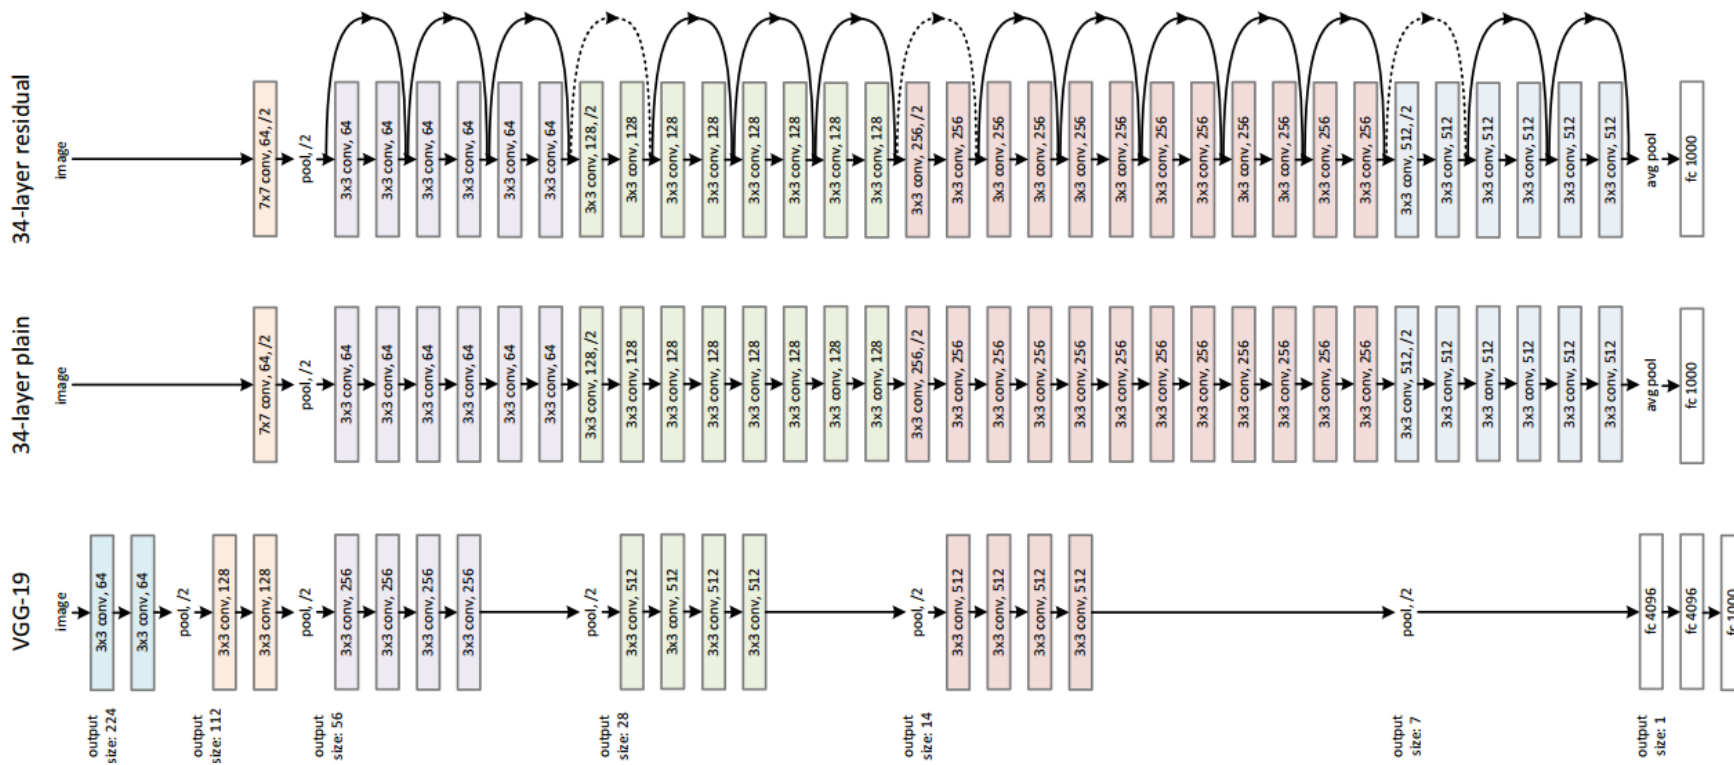 34-layer residual
image
7x7 conv, 64, /2
pool, /2
3x3 conv, 64
3x3 conv, 64
3x3 conv, 64
3x3 conv, 64
3x3 conv, 64
3x3 conv, 64
3x3 conv, 128, /2
3x3 conv, 128
3x3 conv, 128
3x3 conv, 128
3x3 conv, 128
3x3 conv, 128
3x3 conv, 128
3x3 conv, 128
3x3 conv, 256, /2
3x3 conv, 256
3x3 conv, 256
3x3 conv, 256
3x3 conv, 256
3x3 conv, 256
3x3 conv, 256
3x3 conv, 256
3x3 conv, 256
3x3 conv, 256
3x3 conv, 256
3x3 conv, 256
3x3 conv, 512, /2
3x3 conv, 512
3x3 conv, 512
3x3 conv, 512
3x3 conv, 512
3x3 conv, 512
avg pool
fc 1000
34-layer plain
image
7x7 conv, 64, /2
pool, /2
3x3 conv, 64
3x3 conv, 64
3x3 conv, 64
3x3 conv, 64
3x3 conv, 64
3x3 conv, 64
3x3 conv, 128, /2
3x3 conv, 128
3x3 conv, 128
3x3 conv, 128
3x3 conv, 128
3x3 conv, 128
3x3 conv, 128
3x3 conv, 128
3x3 conv, 256, /2
3x3 conv, 256
3x3 conv, 256
3x3 conv, 256
3x3 conv, 256
3x3 conv, 256
3x3 conv, 256
3x3 conv, 256
3x3 conv, 256
3x3 conv, 256
3x3 conv, 256
3x3 conv, 256
3x3 conv, 512, /2
3x3 conv, 512
3x3 conv, 512
3x3 conv, 512
3x3 conv, 512
3x3 conv, 512
avg pool
fc 1000
VGG-19
image
3x3 conv, 64
3x3 conv, 64
pool, /2
3x3 conv, 128
3x3 conv, 128
pool, /2
3x3 conv, 256
3x3 conv, 256
3x3 conv, 256
3x3 conv, 256
pool, /2
3x3 conv, 512
3x3 conv, 512
3x3 conv, 512
3x3 conv, 512
pool, /2
3x3 conv, 512
3x3 conv, 512
3x3 conv, 512
3x3 conv, 512
pool, /2
fc 4096
fc 4096
fc 1000
output
size: 224
output
size: 112
output
size: 56
output
size: 28
output
size: 14
output
size: 7
output
size: 1